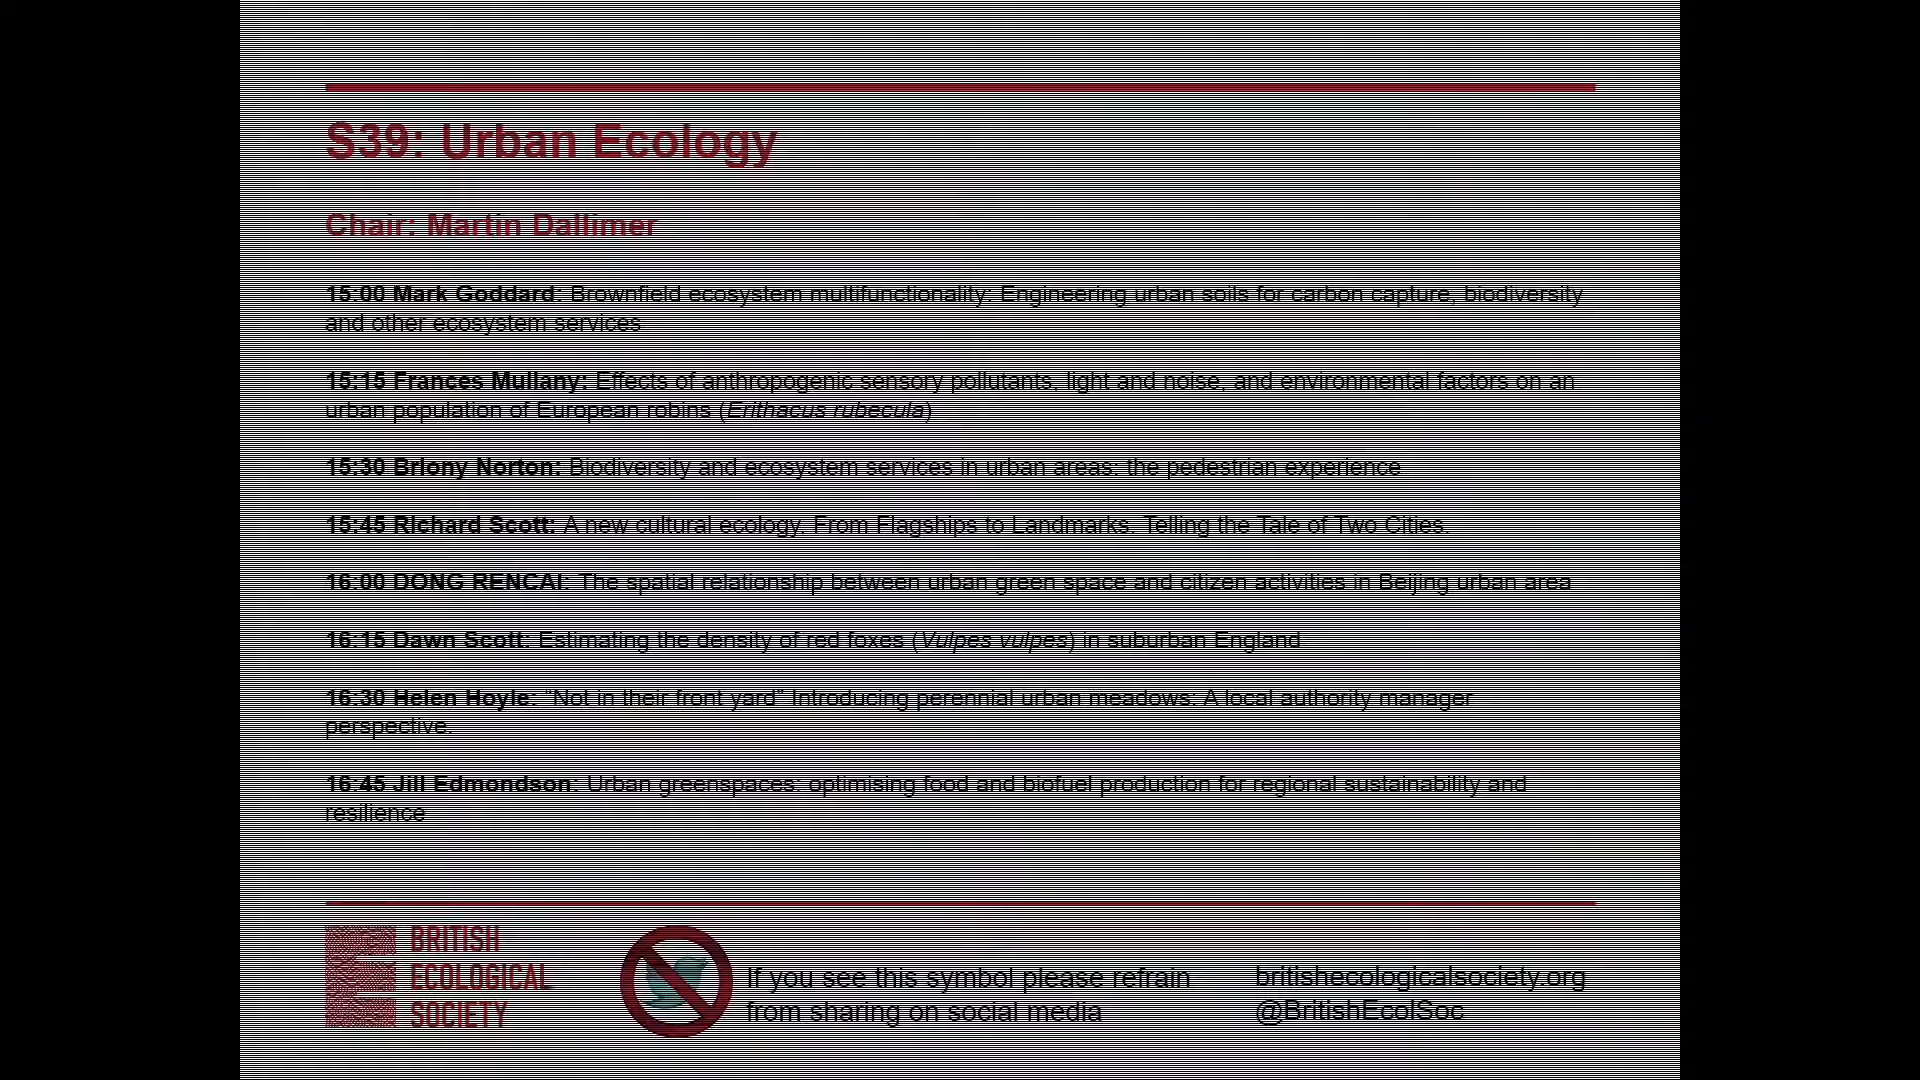 S39: Urban Ecology
Chair: Martin Dallimer
15:00 Mark Goddard: Brownfield ecosystem multifunctionality: Engineering urban soils for carbon capture, biodiversity
and other ecosystem services
15:15 Frances Mullany: Effects of anthropogenic sensory pollutants, light and noise, and environmental factors on an
urban population of European robins (Erithacus rubecula)
15:30 Briony Norton: Biodiversity and ecosystem services in urban areas: the pedestrian experience
15:45 Richard Scott: A new cultural ecology. From Flagships to Landmarks. Telling the Tale of Two Cities.
16:00 DONG RENCAI: The spatial relationship between urban green space and citizen activities in Beijing urban area
16:15 Dawn Scott: Estimating the density of red foxes (Vulpes vulpes) in suburban England
16:30 Helen Hoyle: “Not in their front yard” Introducing perennial urban meadows: A local authority manager
perspective.
16:45 Jill Edmondson: Urban greenspaces: optimising food and biofuel production for regional sustainability and
resilience
BRITISH
ECOLOGICAL
SOCIETY
If you see this symbol please refrain
from sharing on social media
britishecologicalsociety.org
@BritishEcolSoc